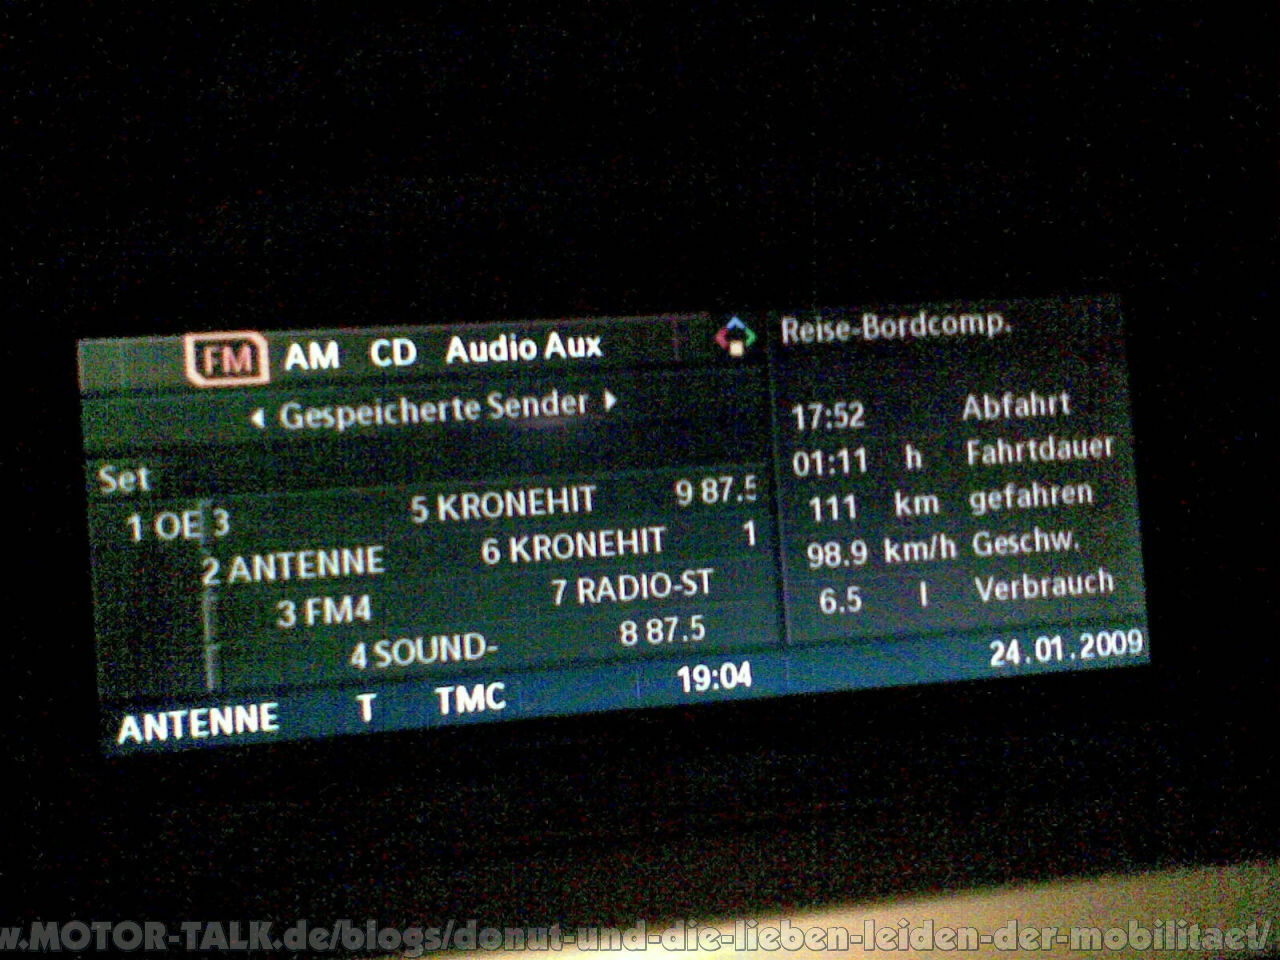 FM AM CD Audio Aux
Gespeicherte Sender
Set
1 OE 3
2 ANTENNE
3 FM4
4 SOUND-
5 KRONEHIT
6 KRONEHIT
7 RADIO-ST
8 87.5
9 87.5
1
Reise-Bordcomp.
17:52 Abfahrt
01:11 h Fahrtdauer
111 km gefahren
98.9 km/h Geschw.
6.5 l Verbrauch
ANTENNE T TMC 19:04 24.01.2009
w.MOTOR-TALK.de/blogs/donut-und-die-lieben-leiden-der-mobilitaet/